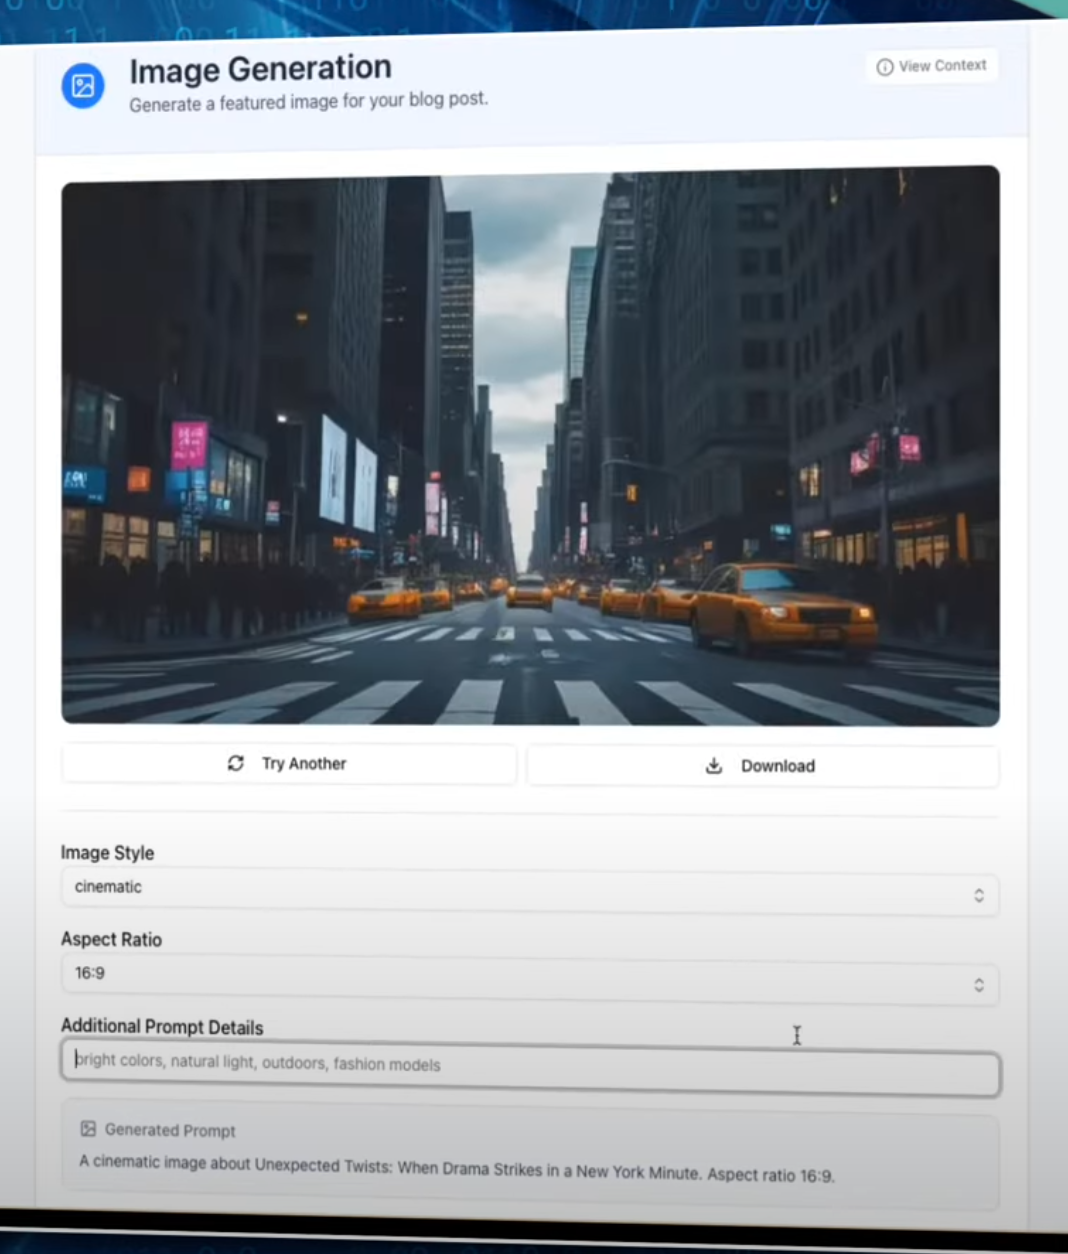 Image Generation
Generate a featured image for your blog post.
View Context
Try Another
Download
Image Style
cinematic
Aspect Ratio
16:9
Additional Prompt Details
bright colors, natural light, outdoors, fashion models
Generated Prompt
A cinematic image about Unexpected Twists: When Drama Strikes in a New York Minute. Aspect ratio 16:9.